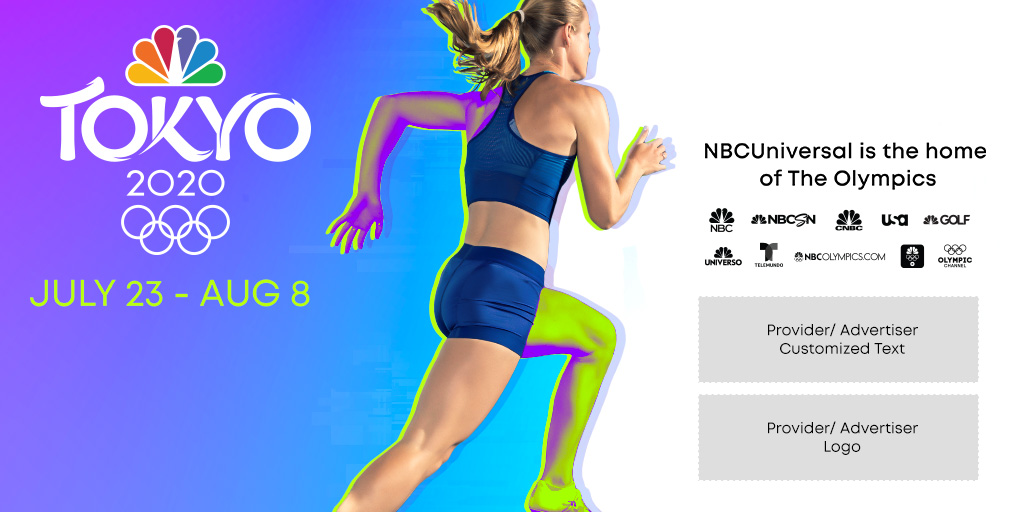 TOKYO
2020
JULY 23 - AUG 8
NBCUniversal is the home
of The Olympics
NBC
NBCSN
CNBC
usa
GOLF
UNIVERSO
TELEMUNDO
NBCOLYMPICS.COM
OLYMPIC
CHANNEL
Provider/ Advertiser
Customized Text
Provider/ Advertiser
Logo